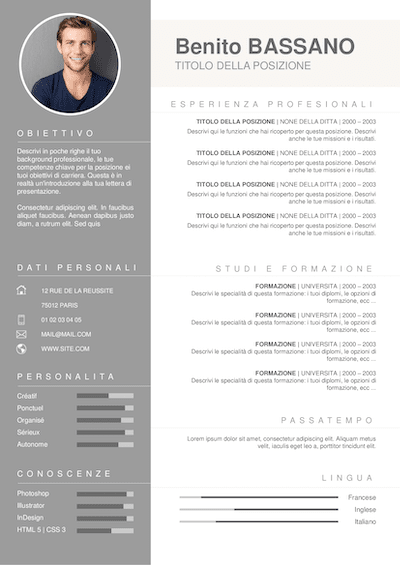 Benito BASSANO
TITOLO DELLA POSIZIONE
OBIETTIVO
Descrivi in poche righe il tuo
background professionale, le tue
competenze chiave per la posizione ei
tuoi obiettivi di carriera. Questa è in
realtà un'introduzione alla tua lettera di
presentazione.
Consectetur adipiscing elit. In faucibus
aliquet faucibus. Aenean dapibus justo
diam, a rutrum elit. Sed quis
DATI PERSONALI
12 RUE DE LA REUSSITE
75012 PARIS
01 02 03 04 05
MAIL@MAIL.COM
WWW.SITE.COM
PERSONALITA
Créatif
Ponctuel
Organisé
Sérieux
Autonome
CONOSCENZE
Photoshop
Illustrator
InDesign
HTML 5 | CSS 3
ESPERIENZA PROFESIONALI
TITOLO DELLA POSIZIONE | NONE DELLA DITTA | 2000 – 2003
Descrivi qui le funzioni che hai ricoperto per questa posizione. Descrivi
anche le tue missioni e i risultati.
TITOLO DELLA POSIZIONE | NONE DELLA DITTA | 2000 – 2003
Descrivi qui le funzioni che hai ricoperto per questa posizione. Descrivi
anche le tue missioni e i risultati.
TITOLO DELLA POSIZIONE | NONE DELLA DITTA | 2000 – 2003
Descrivi qui le funzioni che hai ricoperto per questa posizione. Descrivi
anche le tue missioni e i risultati.
TITOLO DELLA POSIZIONE | NONE DELLA DITTA | 2000 – 2003
Descrivi qui le funzioni che hai ricoperto per questa posizione. Descrivi
anche le tue missioni e i risultati.
STUDI E FORMAZIONE
FORMAZIONE | UNIVERSITA | 2000 – 2003
Descrivi le specialità di questa formazione: i tuoi diplomi, le opzioni di
formazione, ecc ...
FORMAZIONE | UNIVERSITA | 2000 – 2003
Descrivi le specialità di questa formazione: i tuoi diplomi, le opzioni di
formazione, ecc ...
FORMAZIONE | UNIVERSITA | 2000 – 2003
Descrivi le specialità di questa formazione: i tuoi diplomi, le opzioni di
formazione, ecc ...
FORMAZIONE | UNIVERSITA | 2000 – 2003
Descrivi le specialità di questa formazione: i tuoi diplomi, le opzioni di
formazione, ecc ...
PASSATEMPO
Lorem ipsum dolor sit amet, consectetur adipiscing elit. Aliquam mattis
iaculis, eget leo a, porttitor tincidunt elit.
LINGUA
Francese
Inglese
Italiano